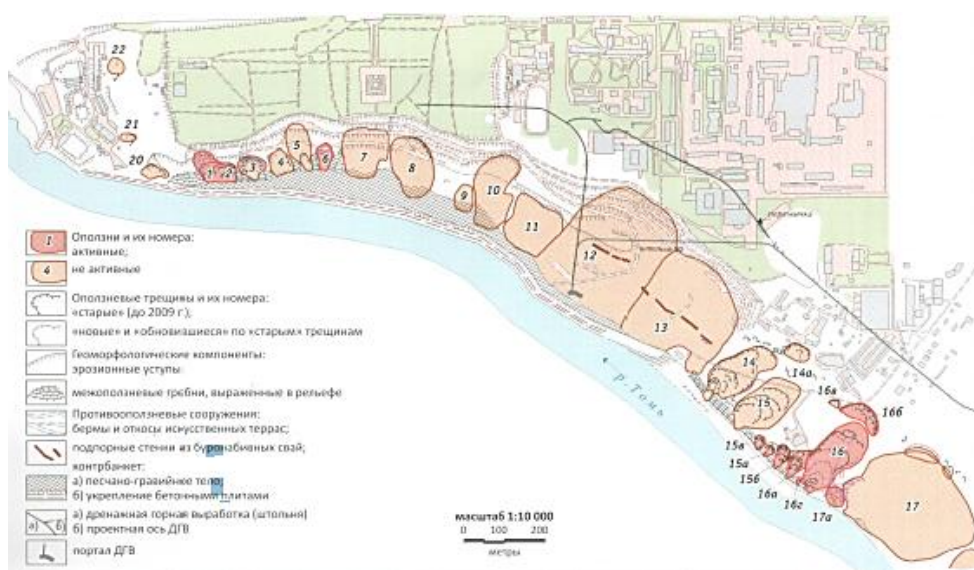 22
21
20
1
2
3
4
5
6
7
8
9
10
11
12
13
14
14а
15
16в
16б
15в
15а
15б
16
16а
16г
17а
17
р. Томь
1 Оползни и их номера:
активные;
4 не активные
Оползневые трещины и их номера:
«старые» (до 2009 г.);
«новые» и «обновившиеся» по «старым» трещинам
Геоморфологические компоненты:
эрозионные уступы
межоползневые гребни, выраженные в рельефе
Противооползневые сооружения:
бермы и откосы искусственных террас;
подпорные стенки из буронабивных свай;
контрбанкет:
а) песчано-гравийное тело;
б) укрепление бетонными плитами
а) б) а) дренажная горная выработка (штольня)
б) проектная ось ДГВ
портал ДГВ
масштаб 1:10 000
0 100 200
метры